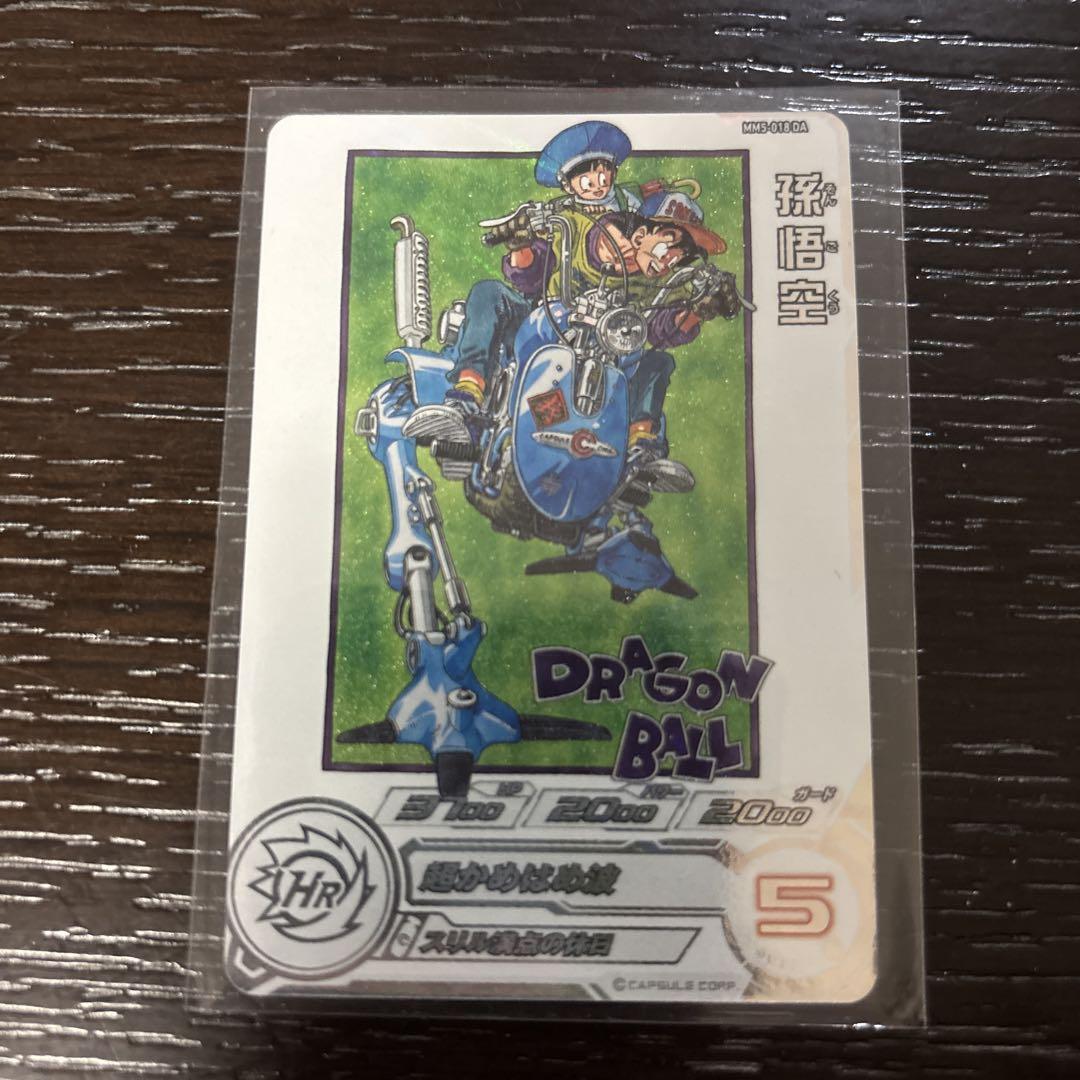 MM5-018 DA
孫悟空
そんごくう
DRAGON
BALL
HP
パワー
ガード
3700
2000
2000
HR
超かめはめ波
5
スリル満点の休日
©CAPSULE CORP.